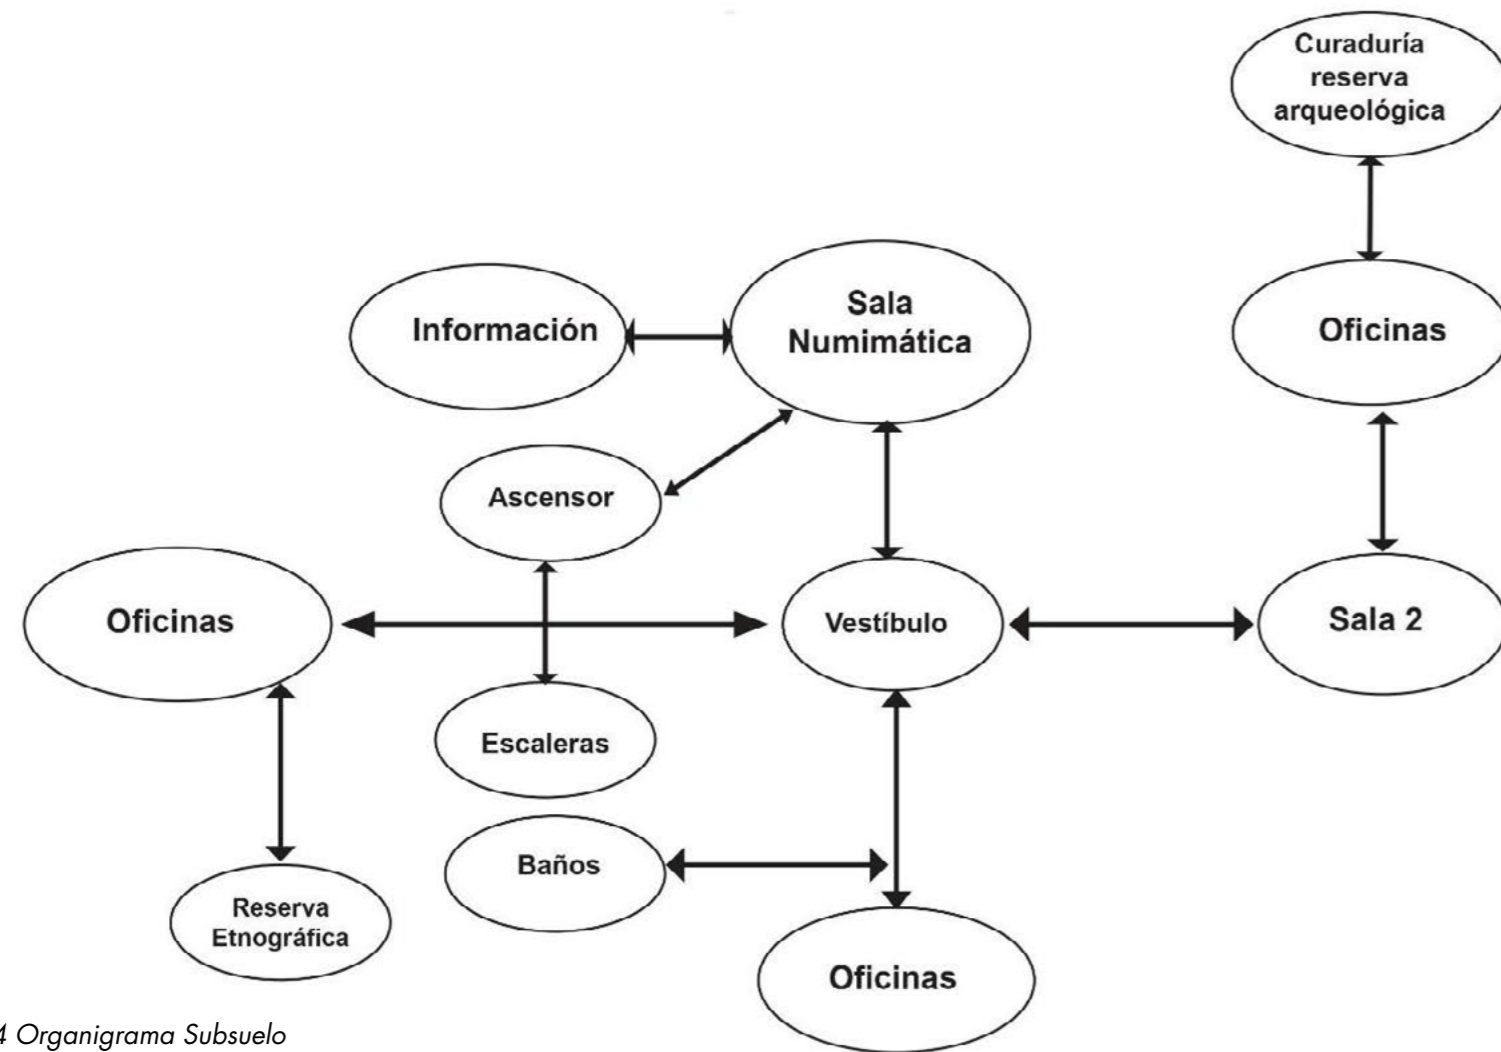 Curaduría
reserva
arqueológica
Información
Sala
Numimática
Oficinas
Ascensor
Oficinas
Vestíbulo
Sala 2
Escaleras
Baños
Reserva
Etnográfica
Oficinas
4 Organigrama Subsuelo